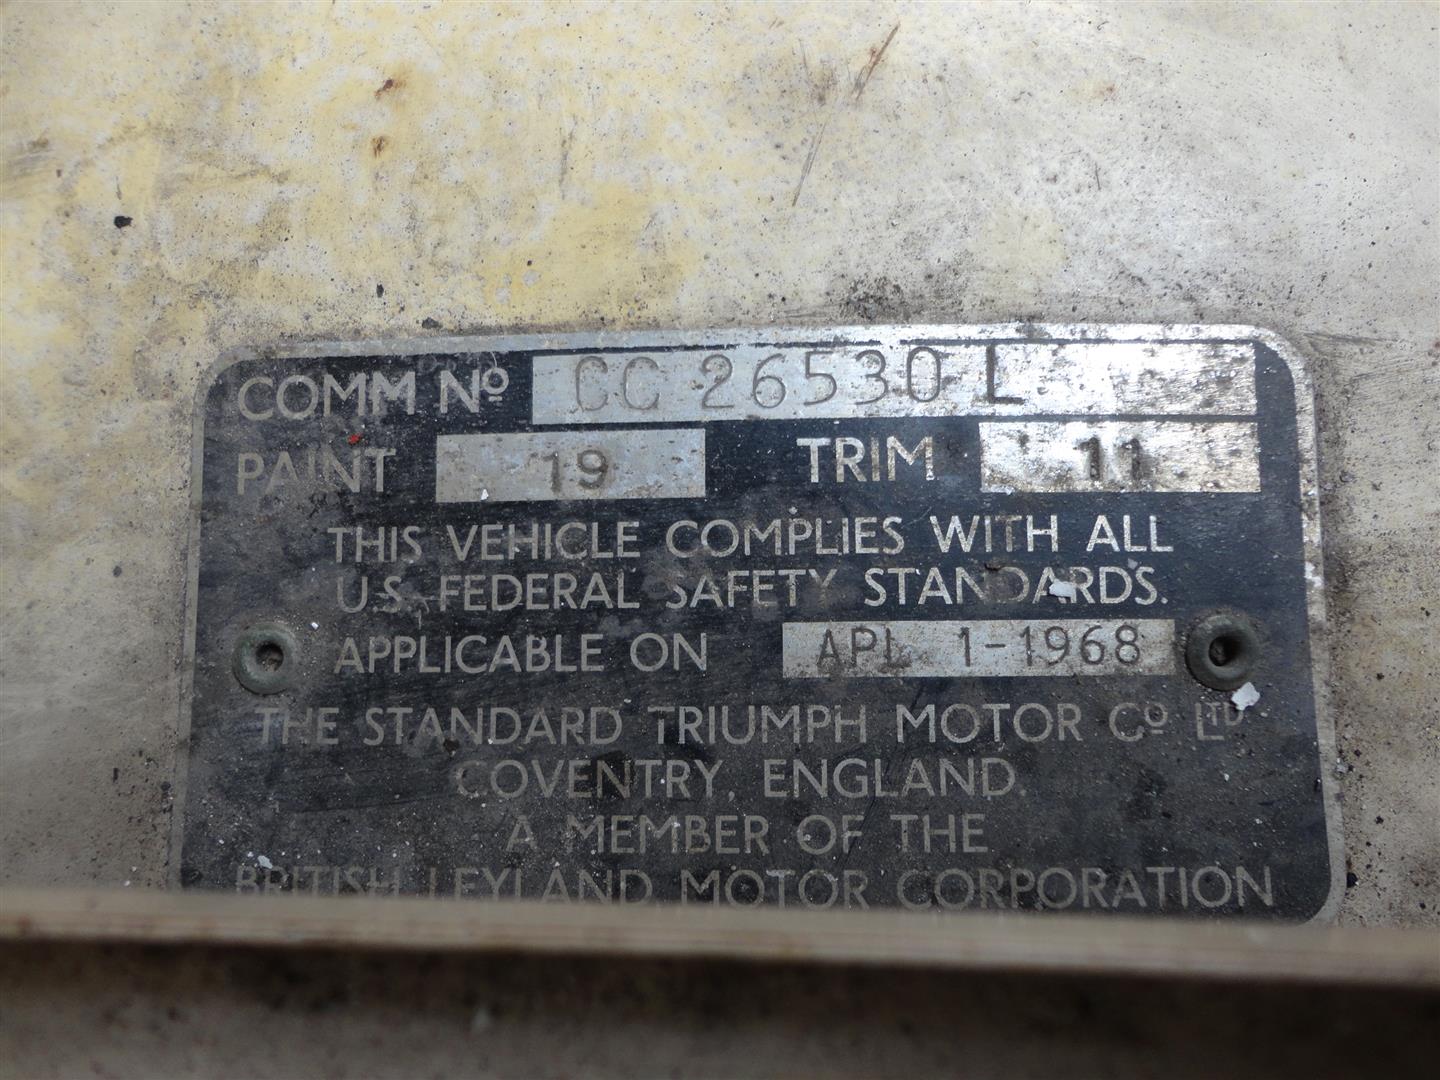 COMM Nº CC 26530 L
PAINT 19 TRIM 11
THIS VEHICLE COMPLIES WITH ALL
U.S. FEDERAL SAFETY STANDARDS.
APPLICABLE ON APL 1-1968
THE STANDARD TRIUMPH MOTOR Cº LTD
COVENTRY, ENGLAND.
A MEMBER OF THE
BRITISH LEYLAND MOTOR CORPORATION